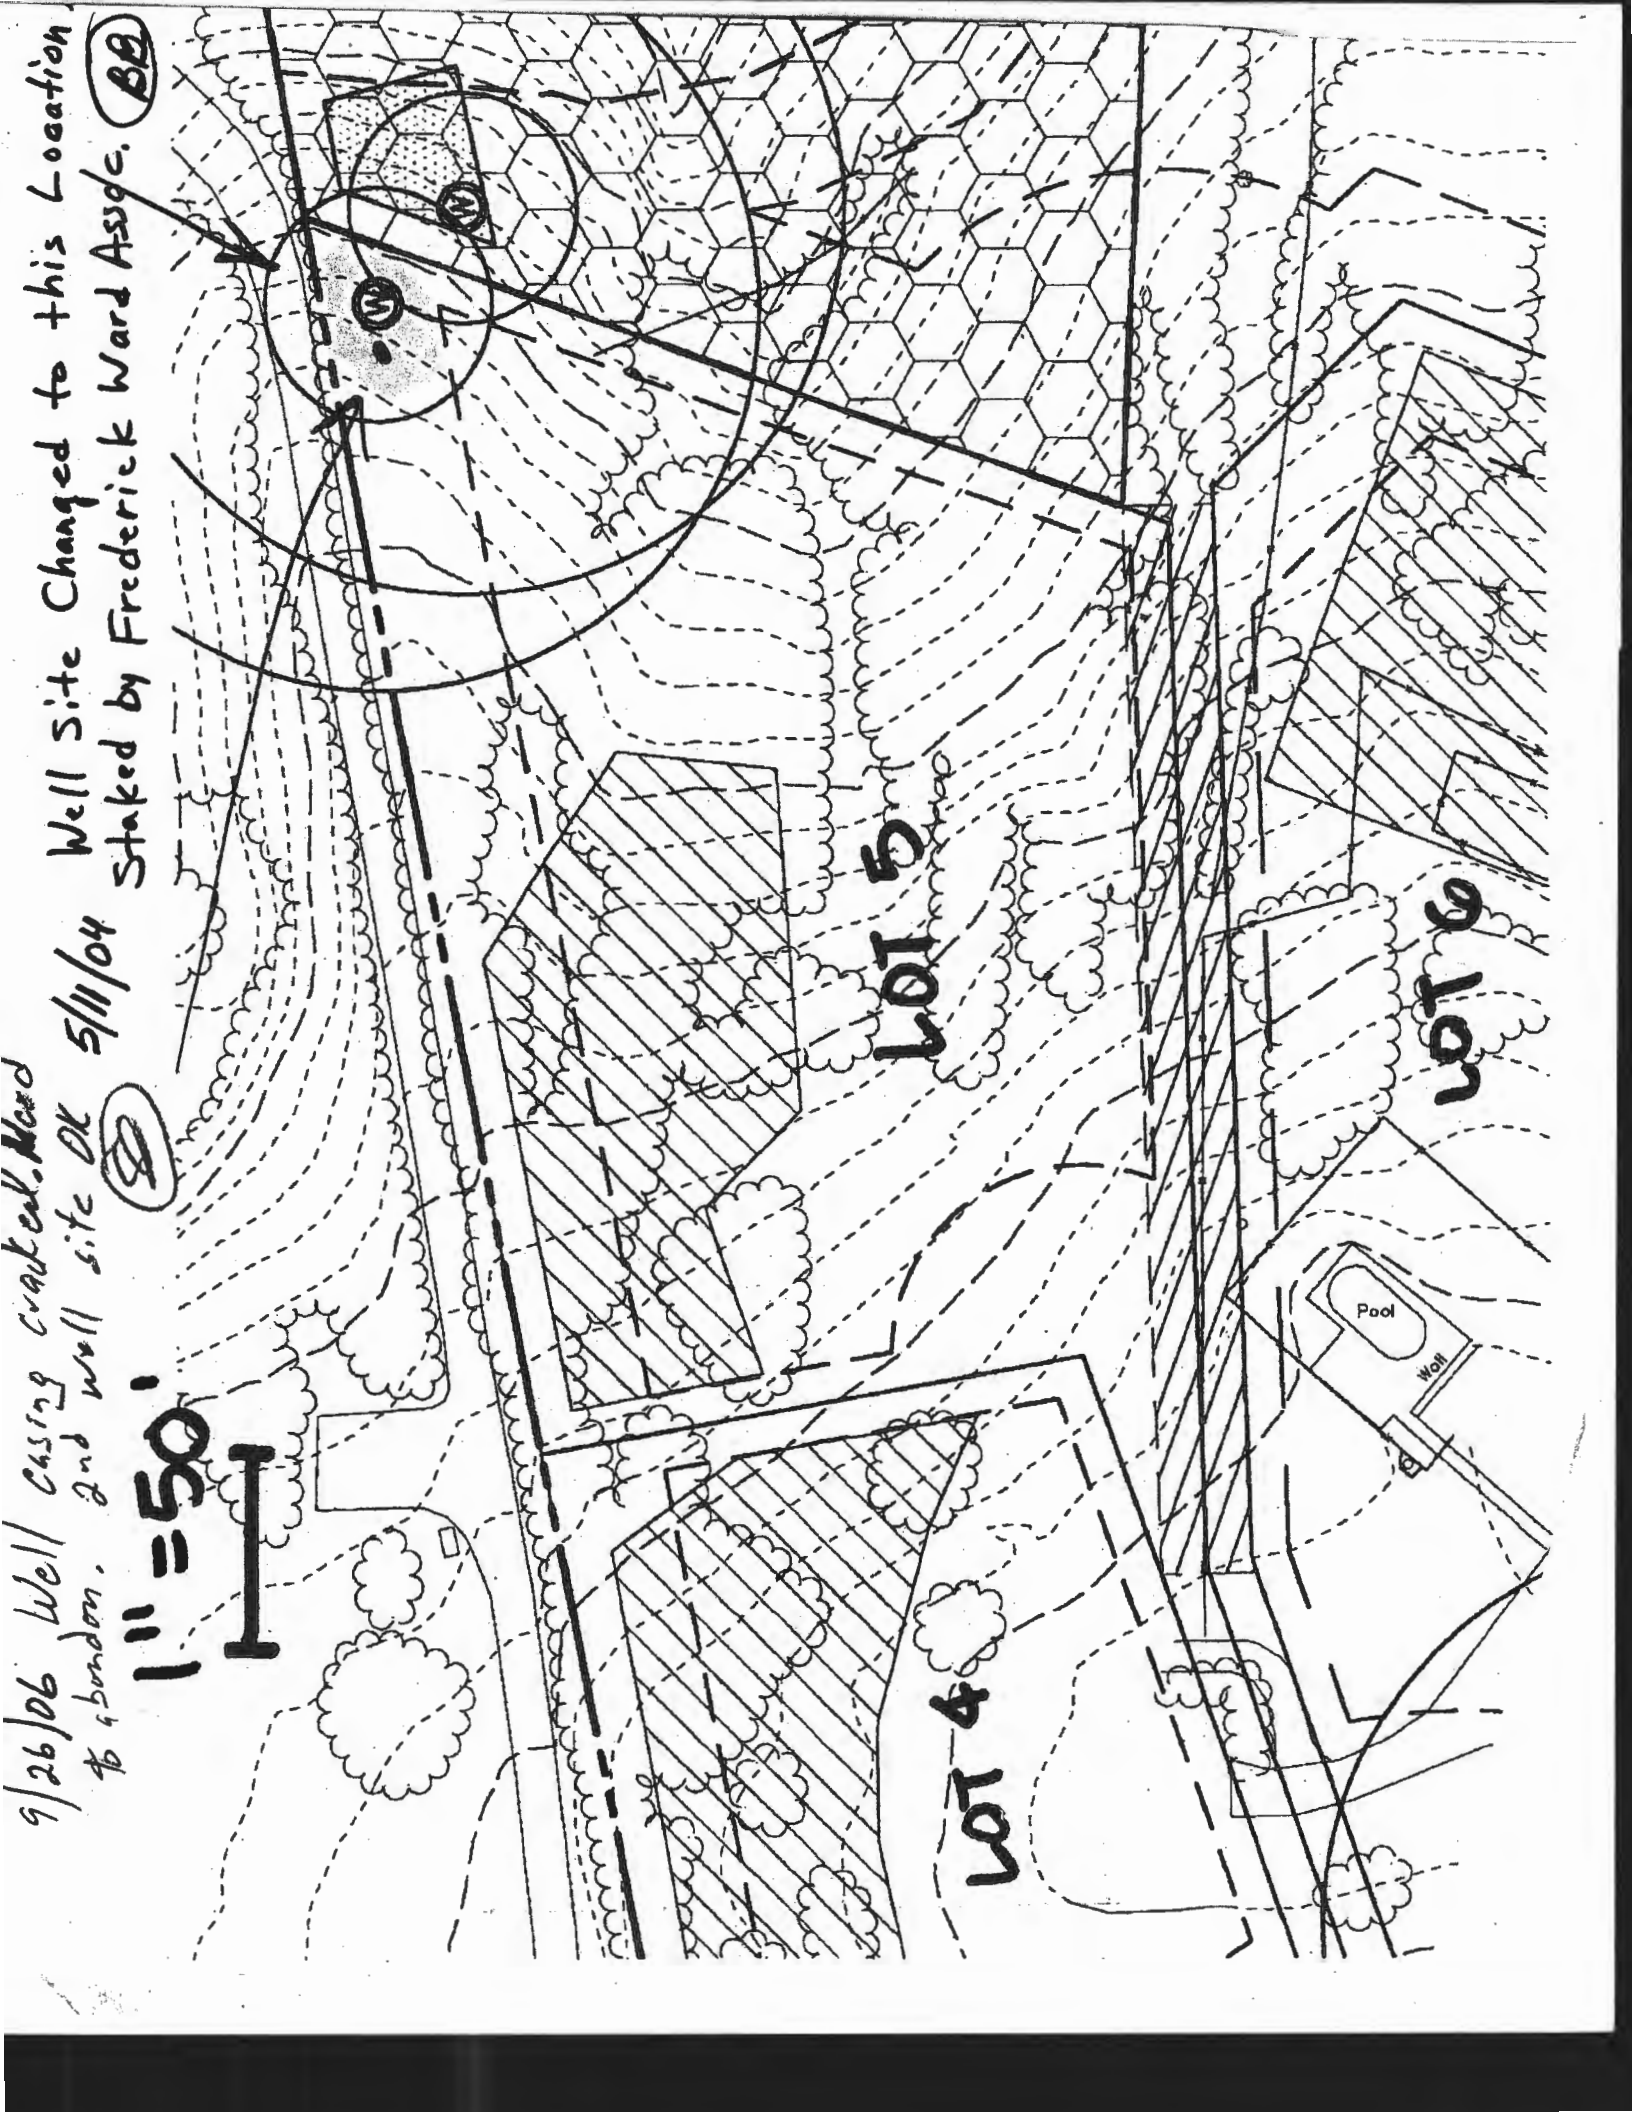 9/26/06 Well casing cracked. Need
to abandon. 2nd well site OK
5/11/04 Well Site Changed to this Location,
Staked by Frederick Ward Assoc.
BB
1" = 50'
W
W
LOT 5
LOT 6
LOT 4
Pool
Wall